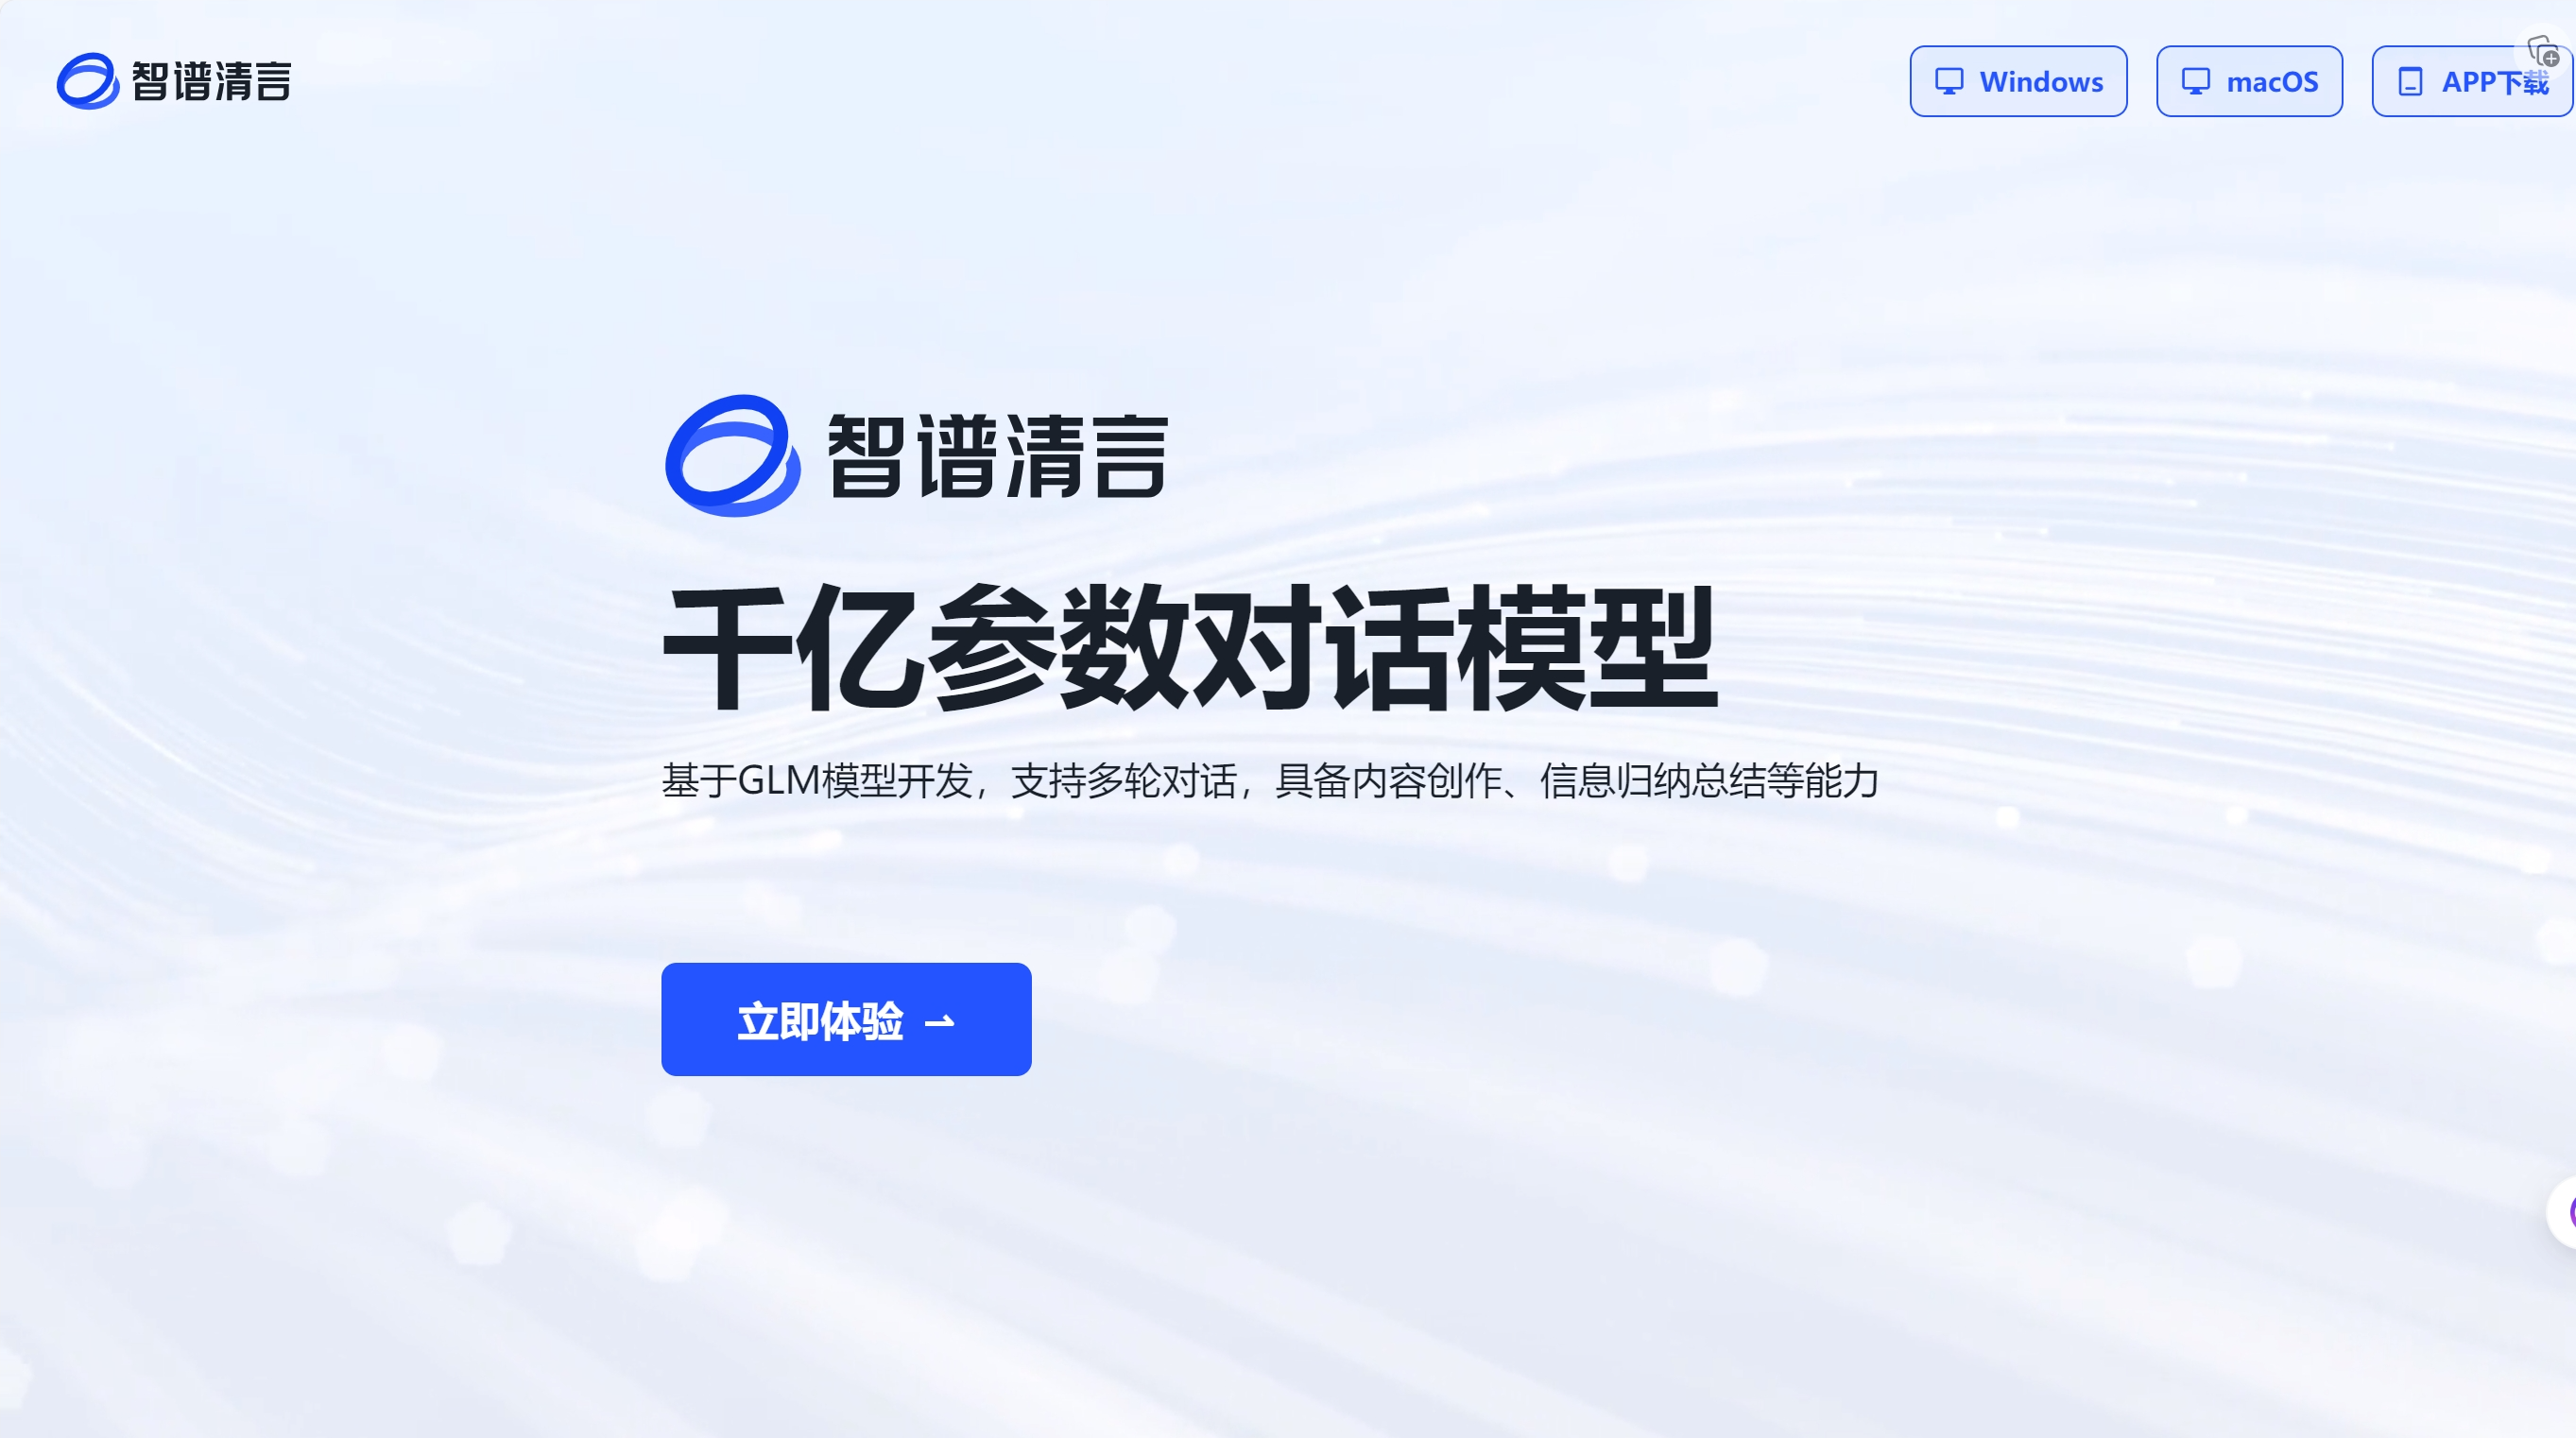 智谱清言
Windows
macOS
APP下载
智谱清言
千亿参数对话模型
基于GLM模型开发，支持多轮对话，具备内容创作、信息归纳总结等能力
立即体验